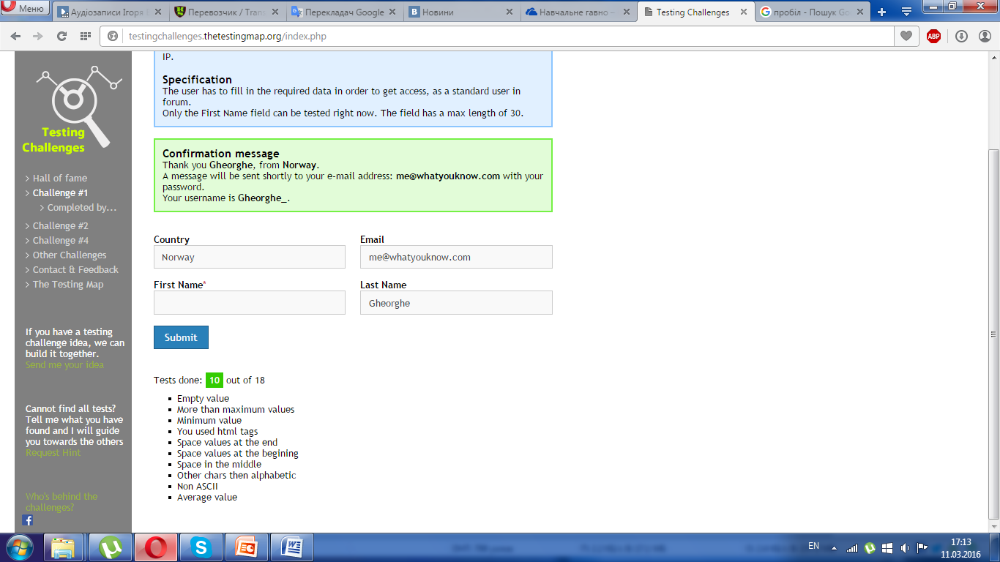 Меню
Аудіозаписи Ігоря
Перевозчик / Trans
Перекладач Google
Новини
Навчальне гавно –
Testing Challenges
пробіл - Пошук Go
testingchallenges.thetestingmap.org/index.php
ABP
Testing
Challenges
Hall of fame
Challenge #1
Completed by...
Challenge #2
Challenge #4
Other Challenges
Contact & Feedback
The Testing Map
If you have a testing
challenge idea, we can
build it together.
Send me your idea
Cannot find all tests?
Tell me what you have
found and I will guide
you towards the others
Request Hint
Who's behind the
challenges?
IP.
Specification
The user has to fill in the required data in order to get access, as a standard user in
forum.
Only the First Name field can be tested right now. The field has a max length of 30.
Confirmation message
Thank you Gheorghe, from Norway.
A message will be sent shortly to your e-mail address: me@whatyouknow.com with your
password.
Your username is Gheorghe_.
Country
Email
Norway
me@whatyouknow.com
First Name*
Last Name
Gheorghe
Submit
Tests done: 10 out of 18
Empty value
More than maximum values
Minimum value
You used html tags
Space values at the end
Space values at the begining
Space in the middle
Other chars then alphabetic
Non ASCII
Average value
EN
17:13
11.03.2016